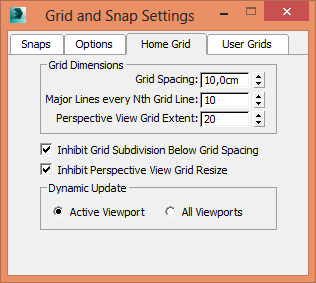 Grid and Snap Settings
Snaps Options Home Grid User Grids
Grid Dimensions
Grid Spacing: 10,0cm
Major Lines every Nth Grid Line: 10
Perspective View Grid Extent: 20
Inhibit Grid Subdivision Below Grid Spacing
Inhibit Perspective View Grid Resize
Dynamic Update
Active Viewport All Viewports